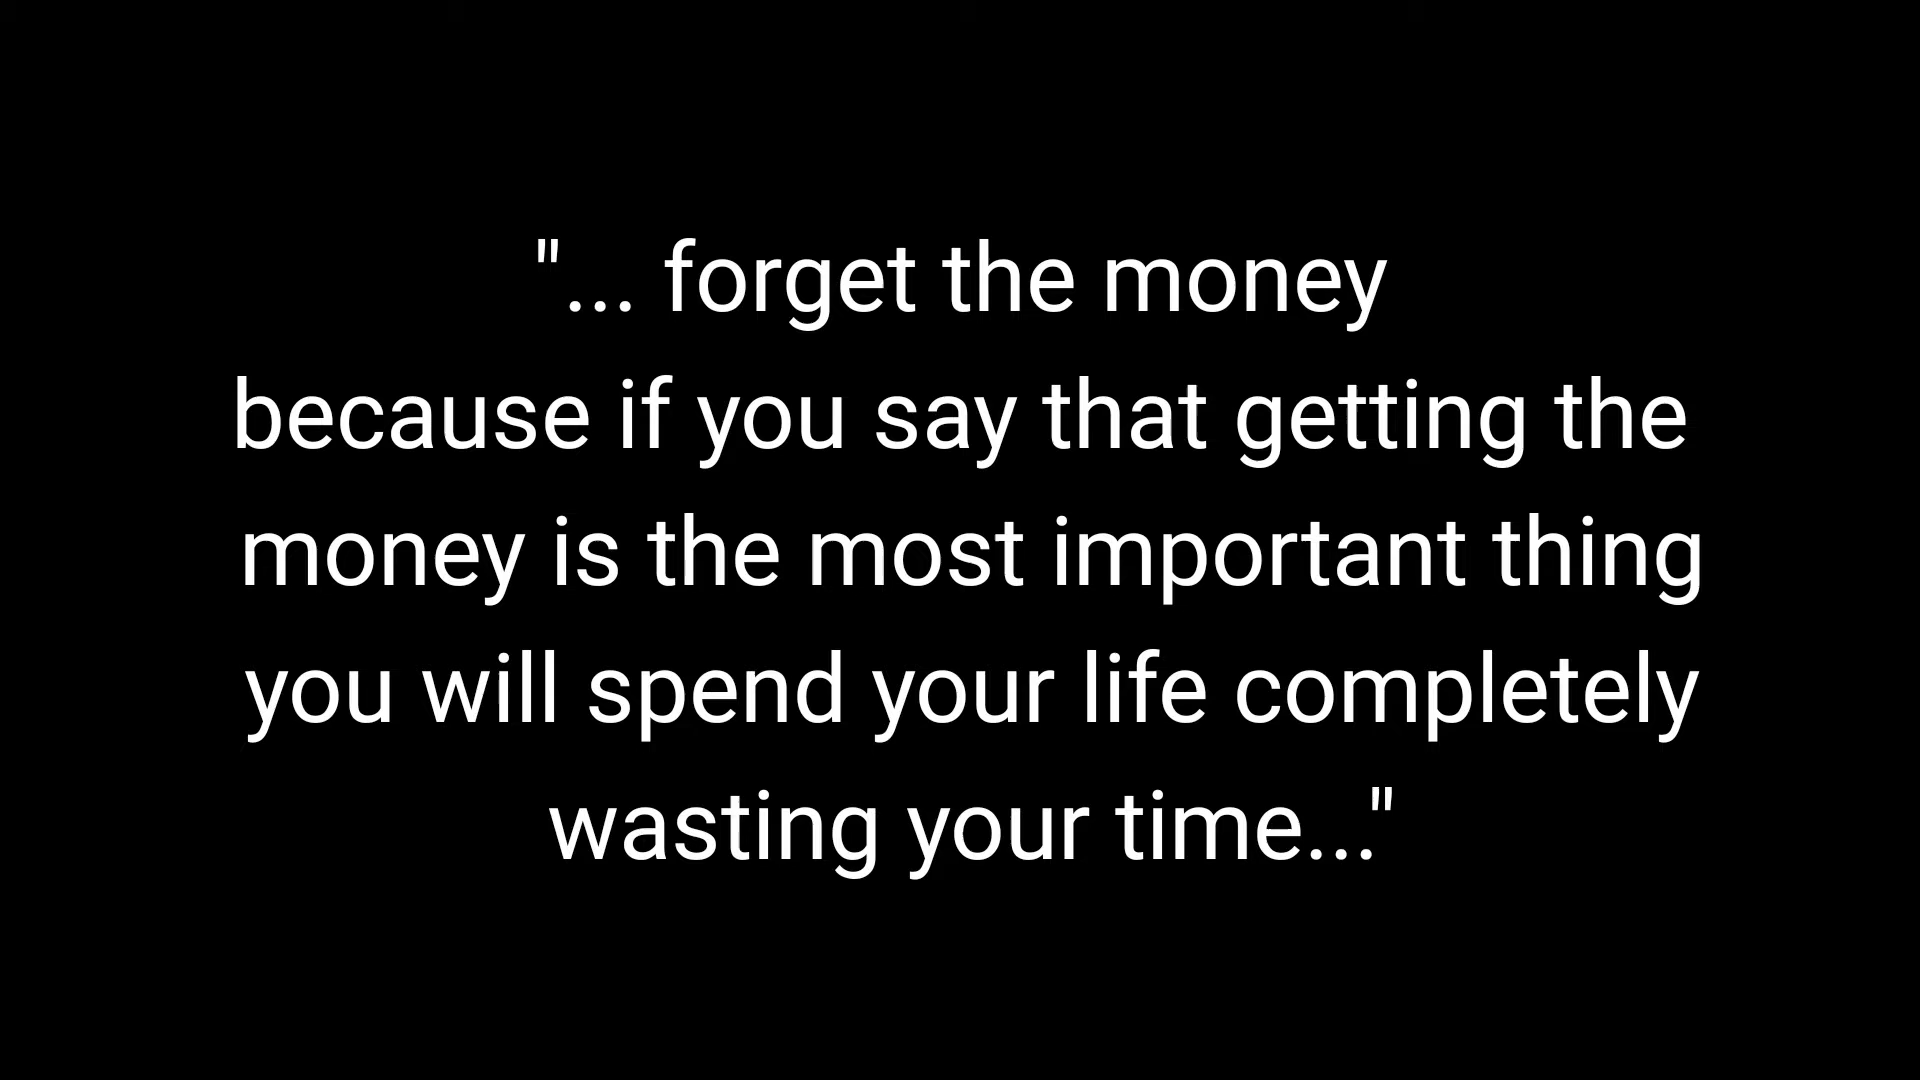 "... forget the money
because if you say that getting the
money is the most important thing
you will spend your life completely
wasting your time..."